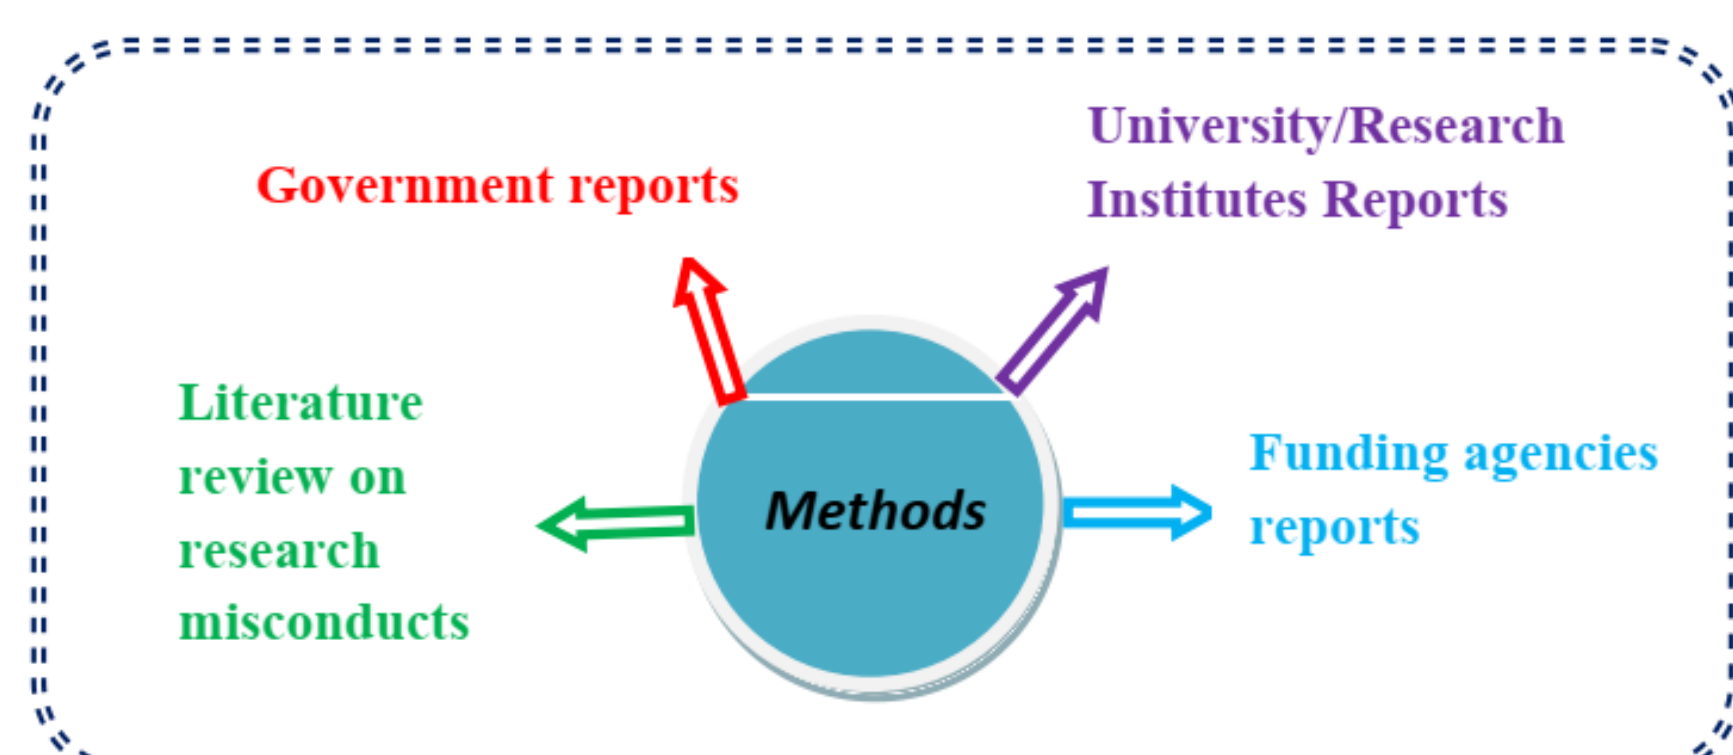 Government reports
University/Research
Institutes Reports
Literature
review on
research
misconducts
Methods
Funding agencies
reports